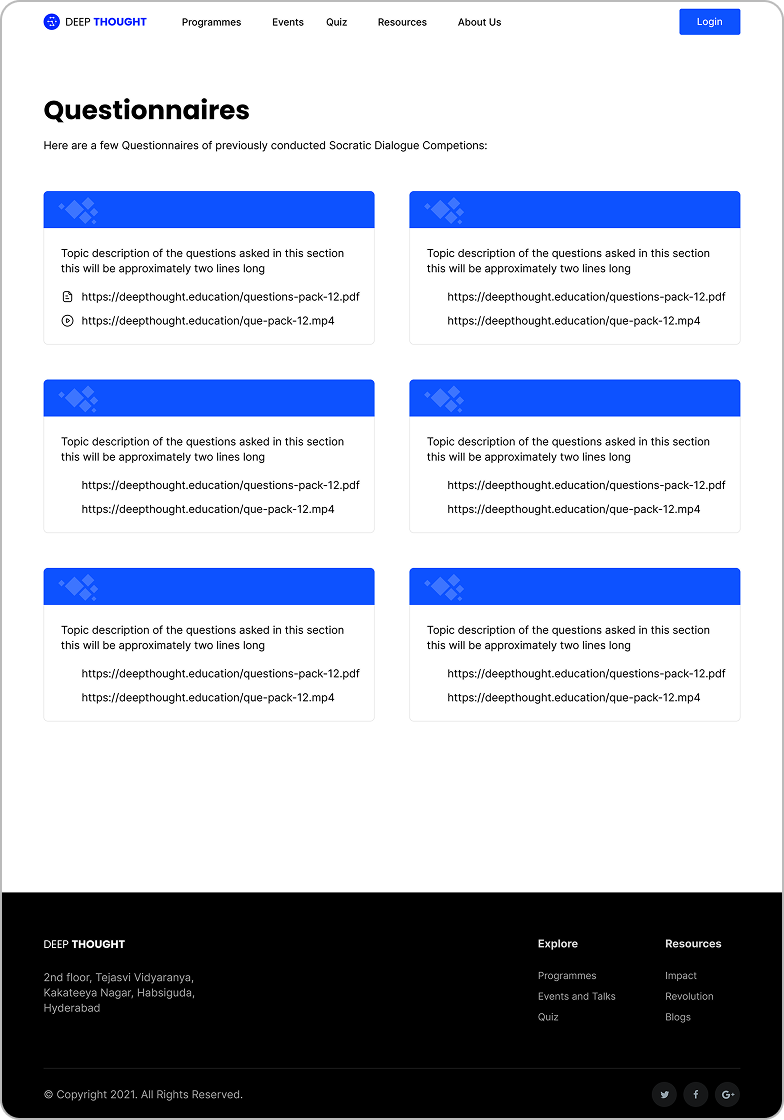 DEEP THOUGHT Programmes Events Quiz Resources About Us Login
Questionnaires
Here are a few Questionnaires of previously conducted Socratic Dialogue Competions:
Topic description of the questions asked in this section
this will be approximately two lines long
https://deepthought.education/questions-pack-12.pdf
https://deepthought.education/que-pack-12.mp4
Topic description of the questions asked in this section
this will be approximately two lines long
https://deepthought.education/questions-pack-12.pdf
https://deepthought.education/que-pack-12.mp4
Topic description of the questions asked in this section
this will be approximately two lines long
https://deepthought.education/questions-pack-12.pdf
https://deepthought.education/que-pack-12.mp4
Topic description of the questions asked in this section
this will be approximately two lines long
https://deepthought.education/questions-pack-12.pdf
https://deepthought.education/que-pack-12.mp4
Topic description of the questions asked in this section
this will be approximately two lines long
https://deepthought.education/questions-pack-12.pdf
https://deepthought.education/que-pack-12.mp4
Topic description of the questions asked in this section
this will be approximately two lines long
https://deepthought.education/questions-pack-12.pdf
https://deepthought.education/que-pack-12.mp4
DEEP THOUGHT
2nd floor, Tejasvi Vidyaranya,
Kakateeya Nagar, Habsiguda,
Hyderabad
Explore
Programmes
Events and Talks
Quiz
Resources
Impact
Revolution
Blogs
© Copyright 2021. All Rights Reserved.